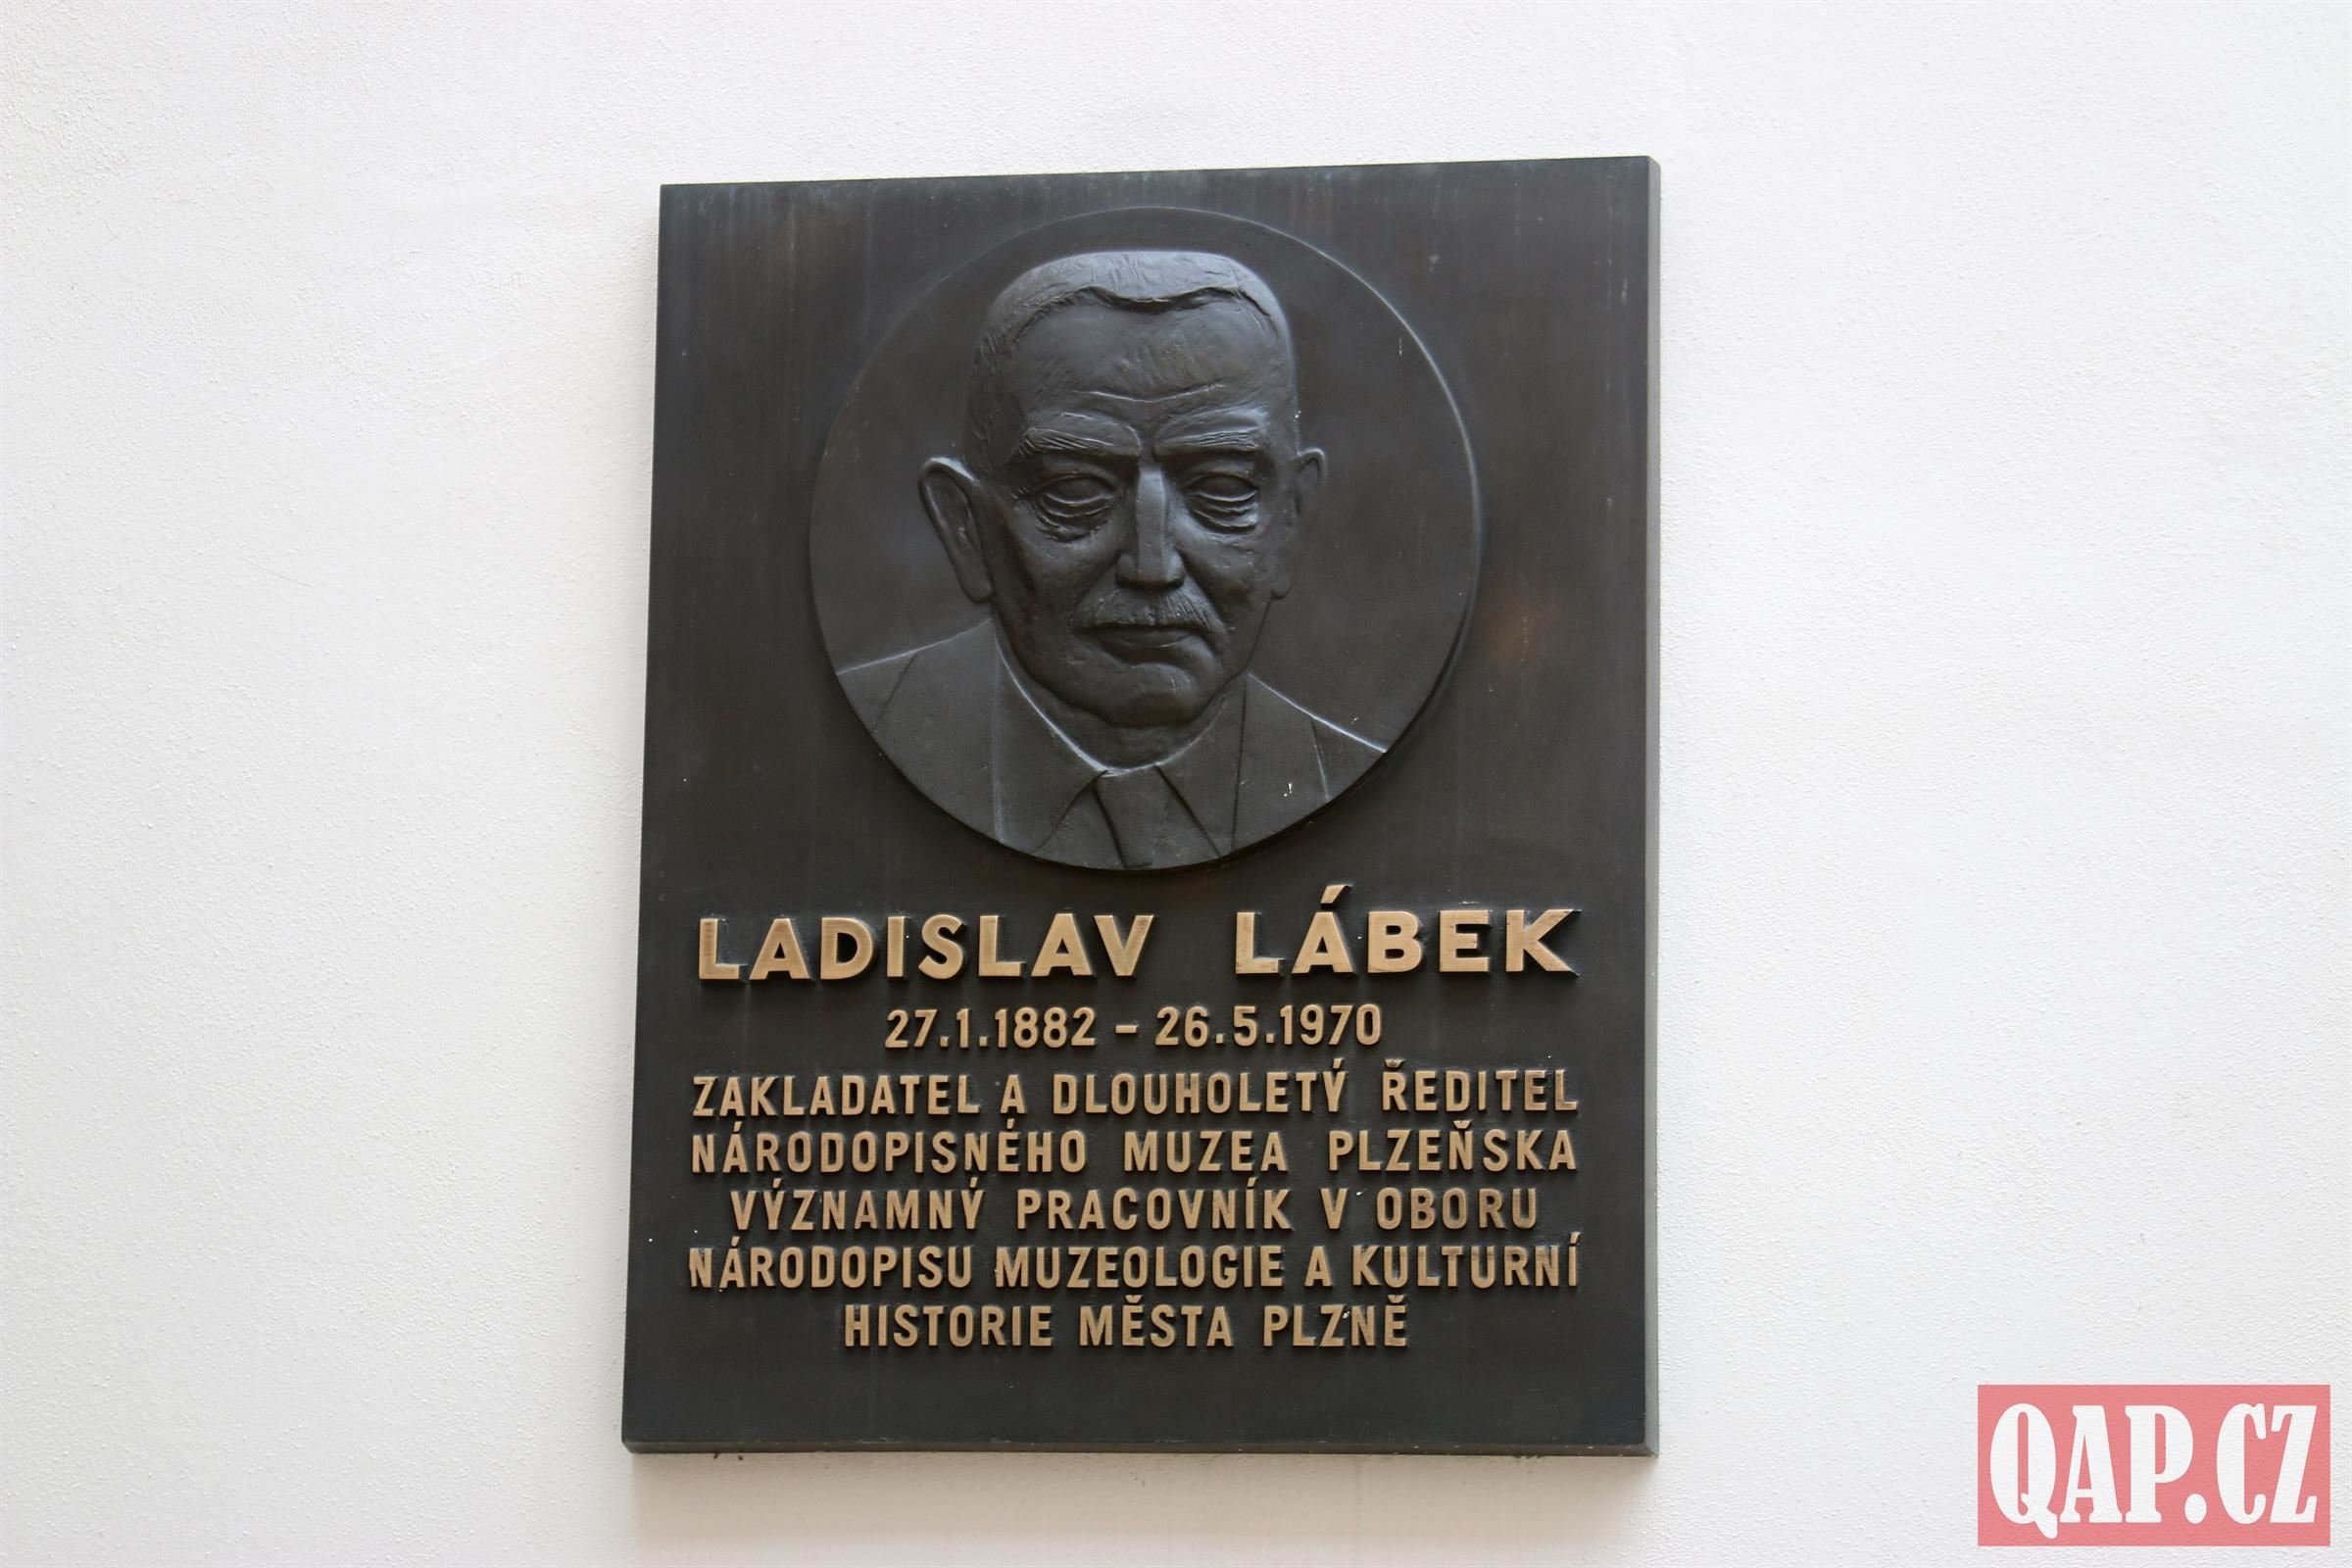 LADISLAV LÁBEK
27.1.1882 – 26.5.1970
ZAKLADATEL A DLOUHOLETÝ ŘEDITEL
NÁRODOPISNÉHO MUZEA PLZEŇSKA
VÝZNAMNÝ PRACOVNÍK V OBORU
NÁRODOPISU MUZEOLOGIE A KULTURNÍ
HISTORIE MĚSTA PLZNĚ
QAP.CZ